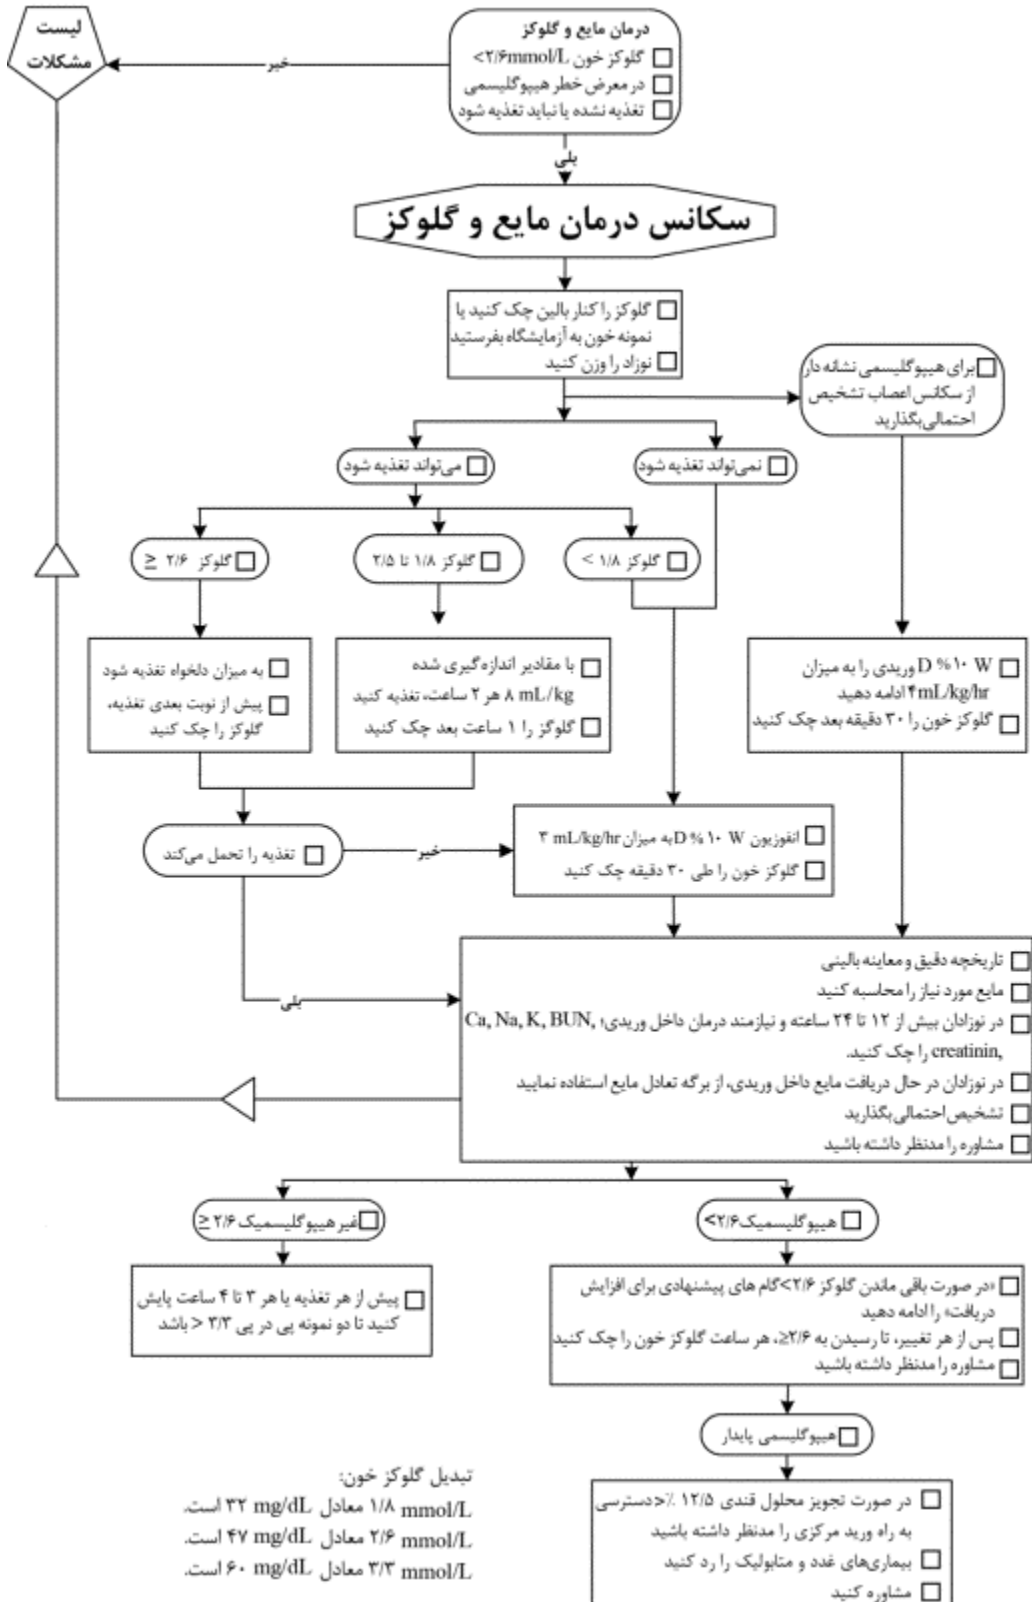 لیست
مشکلات
درمان مایع و گلوکز
گلوکز خون <۲/۶mmol/L
در معرض خطر هیپوگلیسمی
تغذیه نشده یا نباید تغذیه شود
خیر
بلی
سکانس درمان مایع و گلوکز
گلوکز را کنار بالین چک کنید یا
نمونه خون به آزمایشگاه بفرستید
نوزاد را وزن کنید
برای هیپوگلیسمی نشانه دار
از سکانس اعصاب تشخیص
احتمالی بگذارید
نمی‌تواند تغذیه شود
می‌تواند تغذیه شود
گلوکز ۱/۸ >
گلوکز ۱/۸ تا ۲/۵
گلوکز ۲/۶ ≤
D %۱۰ W وریدی را به میزان
۴mL/kg/hr ادامه دهید
گلوکز خون را ۳۰ دقیقه بعد چک کنید
با مقادیر اندازه گیری شده
۸ mL/kg هر ۲ ساعت، تغذیه کنید
گلوکز را ۱ ساعت بعد چک کنید
به میزان دلخواه تغذیه شود
پیش از نوبت بعدی تغذیه،
گلوکز را چک کنید
انفوزیون D %۱۰ W به میزان ۳ mL/kg/hr
گلوکز خون را طی ۳۰ دقیقه چک کنید
تغذیه را تحمل می‌کند
خیر
بلی
تاریخچه دقیق و معاینه بالینی
مایع مورد نیاز را محاسبه کنید
در نوزادان بیش از ۱۲ تا ۲۴ ساعته و نیازمند درمان داخل وریدی؛ Ca, Na, K, BUN,
creatinin, را چک کنید.
در نوزادان در حال دریافت مایع داخل وریدی، از برگه تعادل مایع استفاده نمایید
تشخیص احتمالی بگذارید
مشاوره را مدنظر داشته باشید
هیپوگلیسمیک ۲/۶>
غیر هیپوگلیسمیک ۲/۶ ≤
«در صورت باقی ماندن گلوکز ۲/۶>گام های پیشنهادی برای افزایش
دریافت» را ادامه دهید
پس از هر تغییر، تا رسیدن به ۲/۶≤، هر ساعت گلوکز خون را چک کنید
مشاوره را مدنظر داشته باشید
پیش از هر تغذیه یا هر ۳ تا ۴ ساعت پایش
کنید تا دو نمونه پی در پی ۳/۳ < باشد
هیپوگلیسمی پایدار
در صورت تجویز محلول قندی ۱۲/۵ ٪<دسترسی
به راه ورید مرکزی را مدنظر داشته باشید
بیماری‌های غدد و متابولیک را رد کنید
مشاوره کنید
تبدیل گلوکز خون:
۱/۸ mmol/L معادل ۳۲ mg/dL است.
۲/۶ mmol/L معادل ۴۷ mg/dL است.
۳/۳ mmol/L معادل ۶۰ mg/dL است.